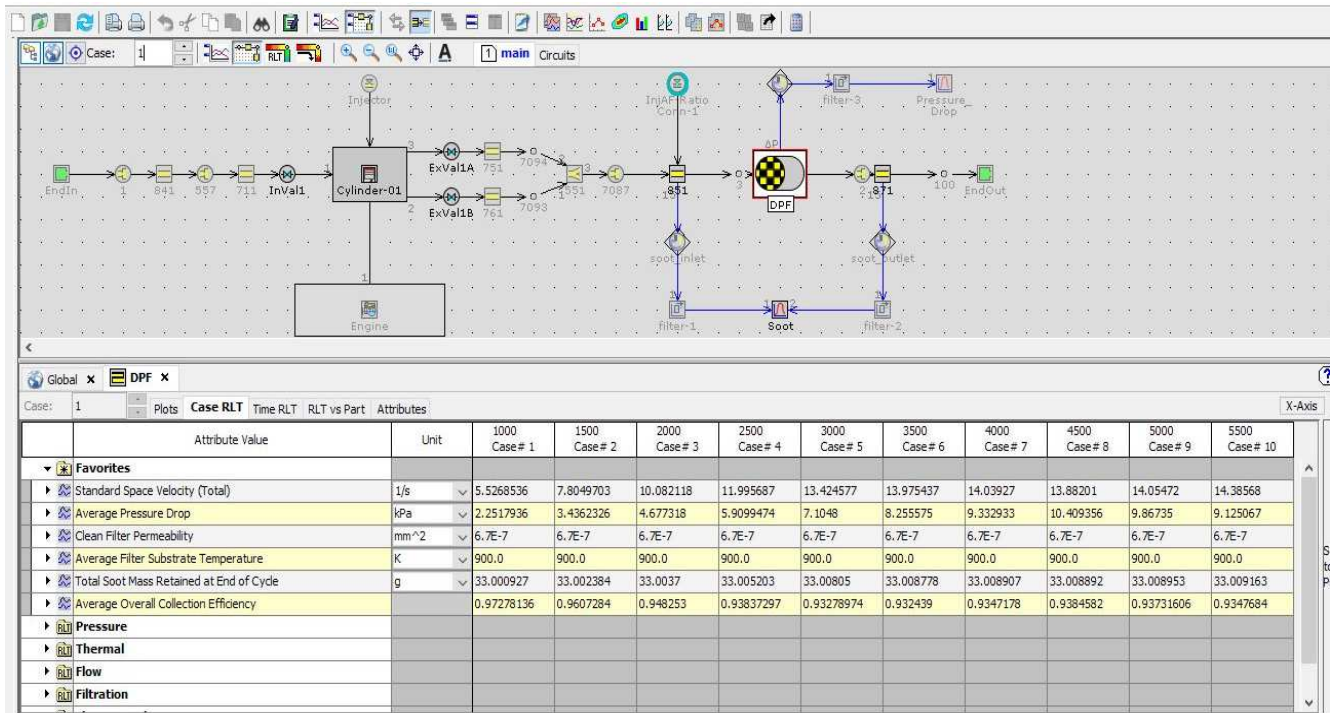 Case: 1 RLT 1 main Circuits
Injector InjAF Ratio Conn-1 filter-3 Pressure_Drop
ΔP
ExVal1A 751 7094
EndIn 1 841 557 711 InVal1 Cylinder-01 7087 851 3 DPF 871 100 EndOut
ExVal1B 761 7093
soot_inlet soot_outlet
Engine filter-1 Soot filter-2
Global DPF
Case: 1 Plots Case RLT Time RLT RLT vs Part Attributes X-Axis
Attribute Value Unit 1000 1500 2000 2500 3000 3500 4000 4500 5000 5500
Case# 1 Case# 2 Case# 3 Case# 4 Case# 5 Case# 6 Case# 7 Case# 8 Case# 9 Case# 10
Favorites
Standard Space Velocity (Total) 1/s 5.5268536 7.8049703 10.082118 11.995687 13.424577 13.975437 14.03927 13.88201 14.05472 14.38568
Average Pressure Drop kPa 2.2517936 3.4362326 4.677318 5.9099474 7.1048 8.255575 9.332933 10.409356 9.86735 9.125067
Clean Filter Permeability mm^2 6.7E-7 6.7E-7 6.7E-7 6.7E-7 6.7E-7 6.7E-7 6.7E-7 6.7E-7 6.7E-7 6.7E-7
Average Filter Substrate Temperature K 900.0 900.0 900.0 900.0 900.0 900.0 900.0 900.0 900.0 900.0
Total Soot Mass Retained at End of Cycle g 33.000927 33.002384 33.0037 33.005203 33.00805 33.008778 33.008907 33.008892 33.008953 33.009163
Average Overall Collection Efficiency 0.97278136 0.9607284 0.948253 0.93837297 0.93278974 0.932439 0.9347178 0.9384582 0.93731606 0.9347684
RLT Pressure
RLT Thermal
RLT Flow
RLT Filtration